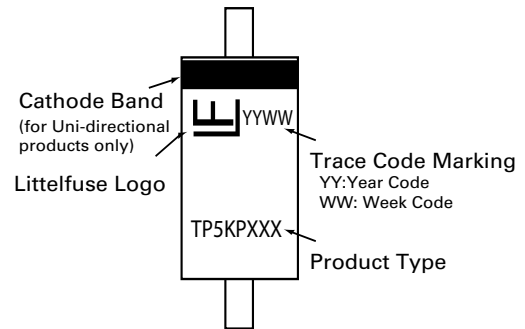 Cathode Band
(for Uni-directional
products only)
Littelfuse Logo
YYWW
Trace Code Marking
YY:Year Code
WW: Week Code
TP5KPXXX
Product Type